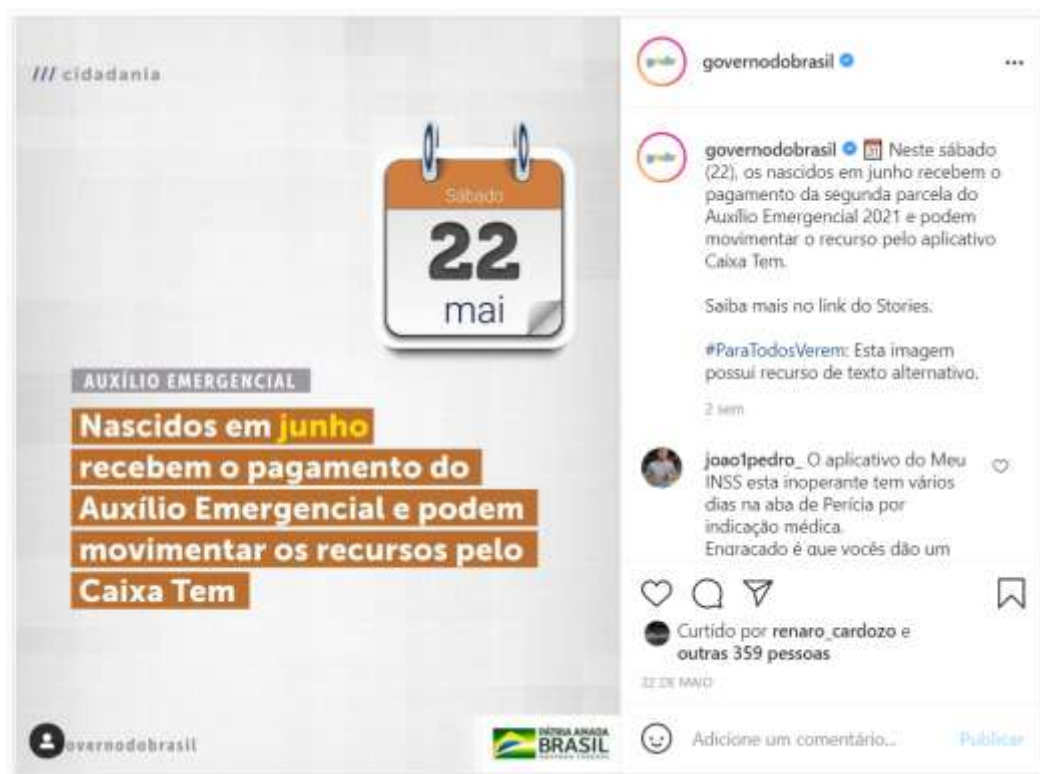 /// cidadania
Sábado
22
mai
AUXÍLIO EMERGENCIAL
Nascidos em junho
recebem o pagamento do
Auxílio Emergencial e podem
movimentar os recursos pelo
Caixa Tem
overnodobrasil
PÁTRIA AMADA
BRASIL
GOVERNO FEDERAL
governodobrasil
governodobrasil Neste sábado
(22), os nascidos em junho recebem o
pagamento da segunda parcela do
Auxílio Emergencial 2021 e podem
movimentar o recurso pelo aplicativo
Caixa Tem.
Saiba mais no link do Stories.
#ParaTodosVerem: Esta imagem
possui recurso de texto alternativo.
2 sem
joao1pedro_ O aplicativo do Meu
INSS esta inoperante tem vários
dias na aba de Perícia por
indicação médica.
Engraçado é que vocês dão um
Curtido por renaro_cardozo e
outras 359 pessoas
22 DE MAIO
Adicione um comentário...
Publicar